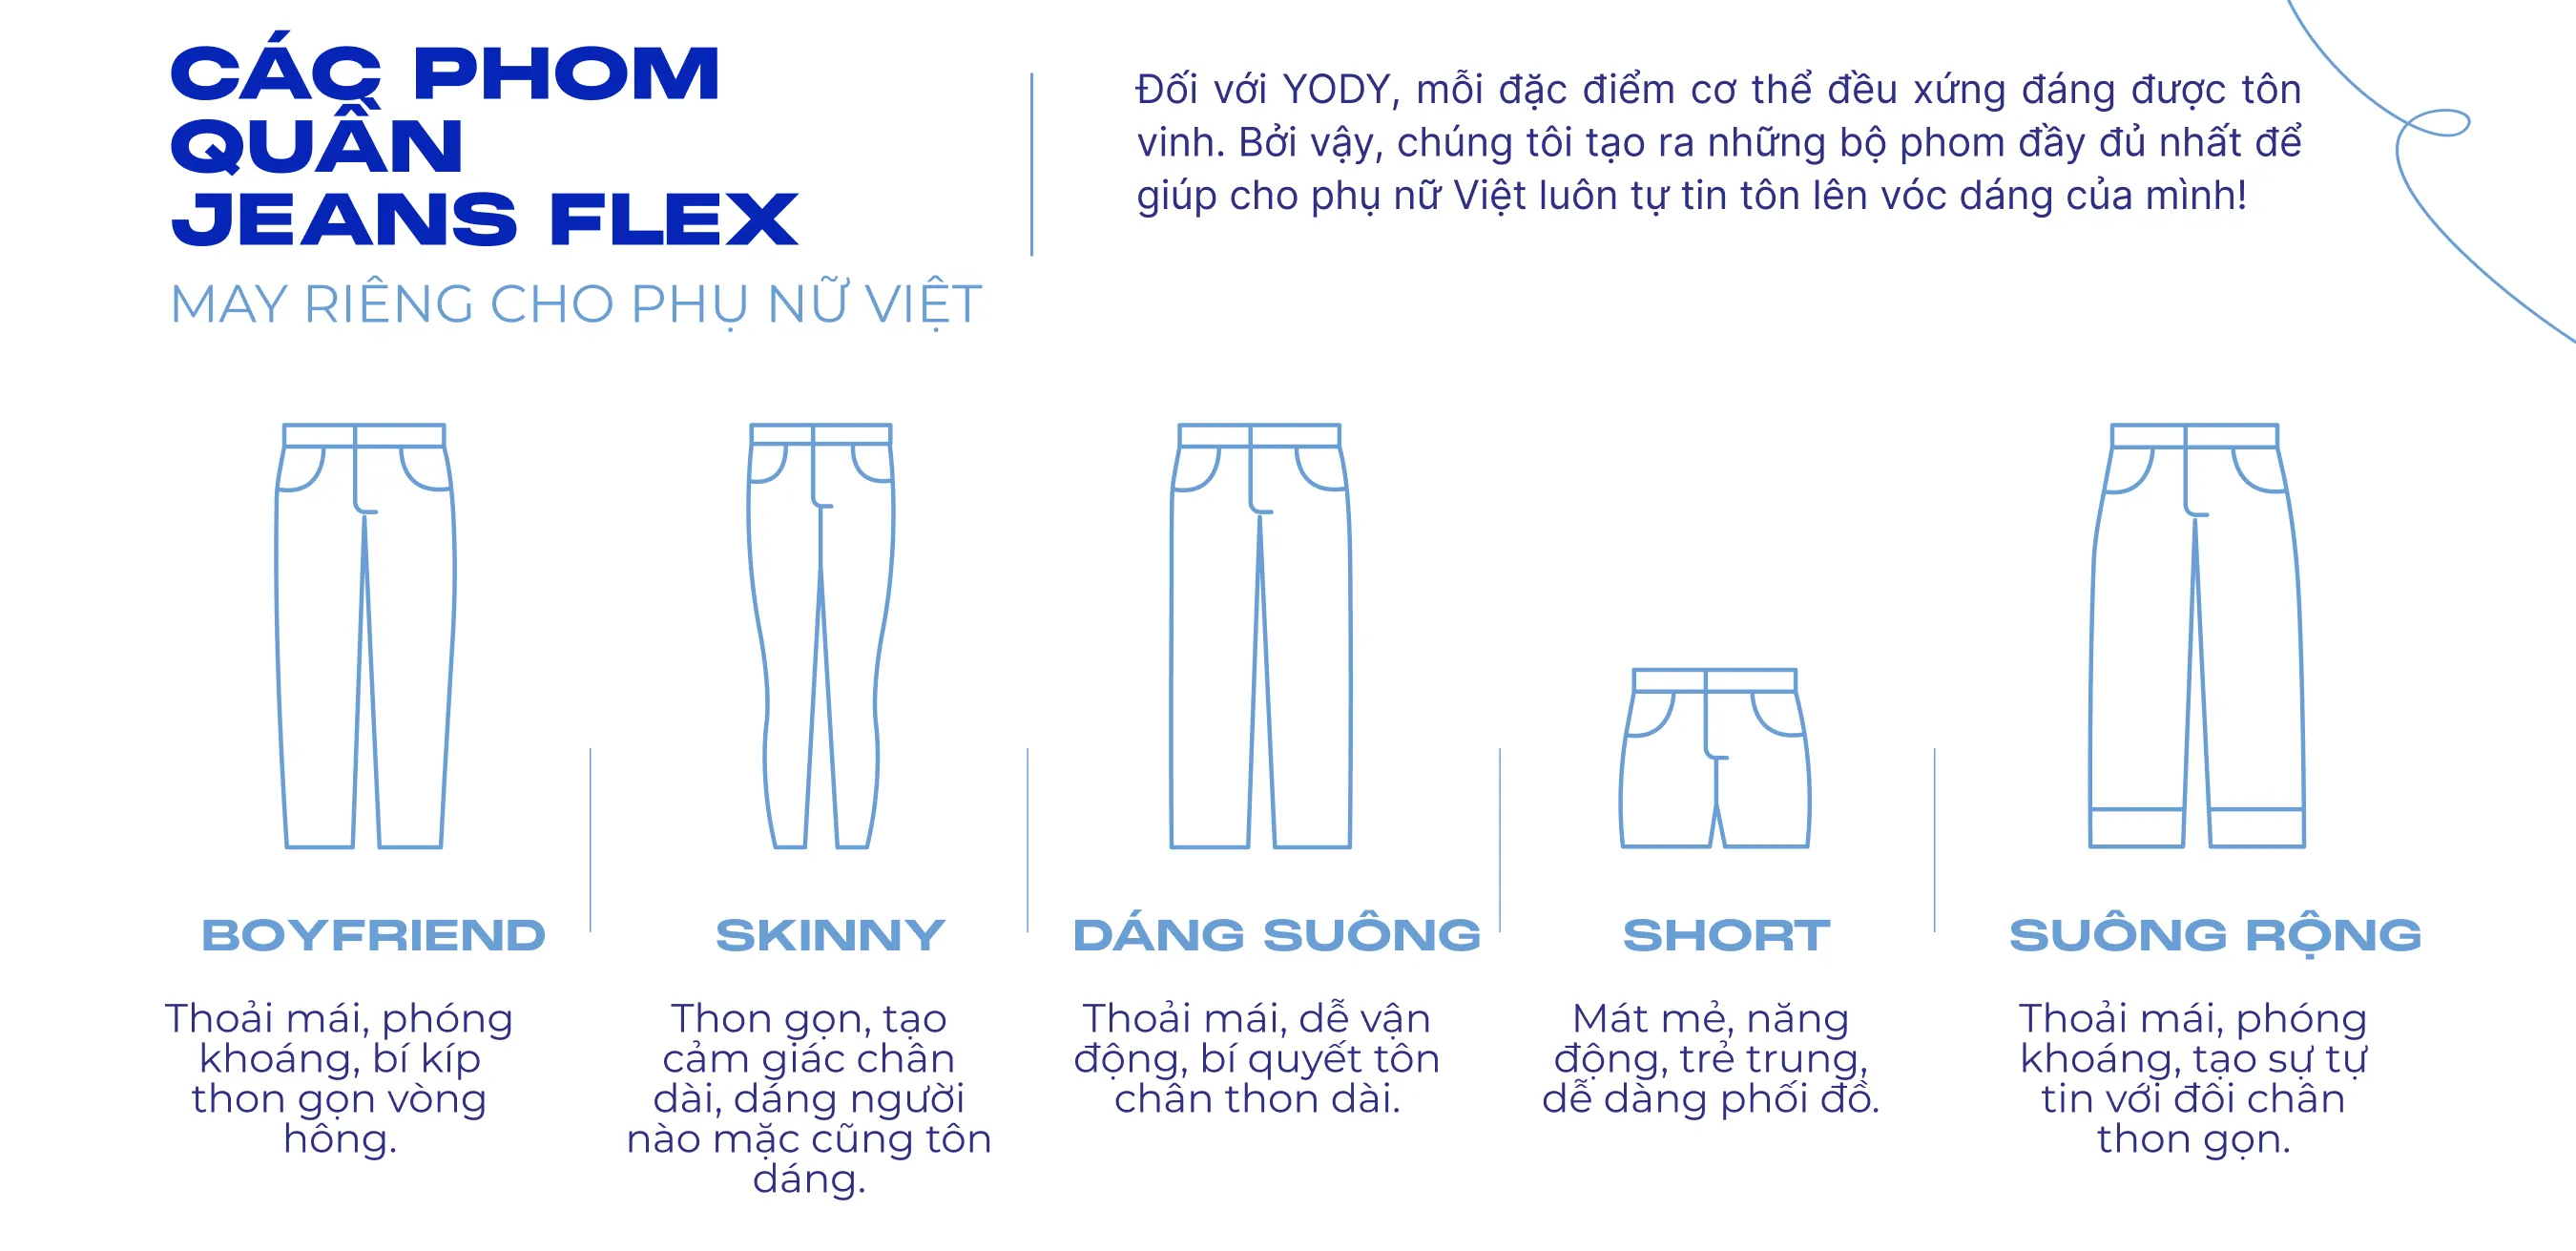 CÁC PHOM
QUẦN
JEANS FLEX
MAY RIÊNG CHO PHỤ NỮ VIỆT
Đối với YODY, mỗi đặc điểm cơ thể đều xứng đáng được tôn
vinh. Bởi vậy, chúng tôi tạo ra những bộ phom đầy đủ nhất để
giúp cho phụ nữ Việt luôn tự tin tôn lên vóc dáng của mình!
BOYFRIEND
Thoải mái, phóng
khoáng, bí kíp
thon gọn vòng
hông.
SKINNY
Thon gọn, tạo
cảm giác chân
dài, dáng người
nào mặc cũng tôn
dáng.
DÁNG SUÔNG
Thoải mái, dễ vận
động, bí quyết tôn
chân thon dài.
SHORT
Mát mẻ, năng
động, trẻ trung,
dễ dàng phối đồ.
SUÔNG RỘNG
Thoải mái, phóng
khoáng, tạo sự tự
tin với đôi chân
thon gọn.